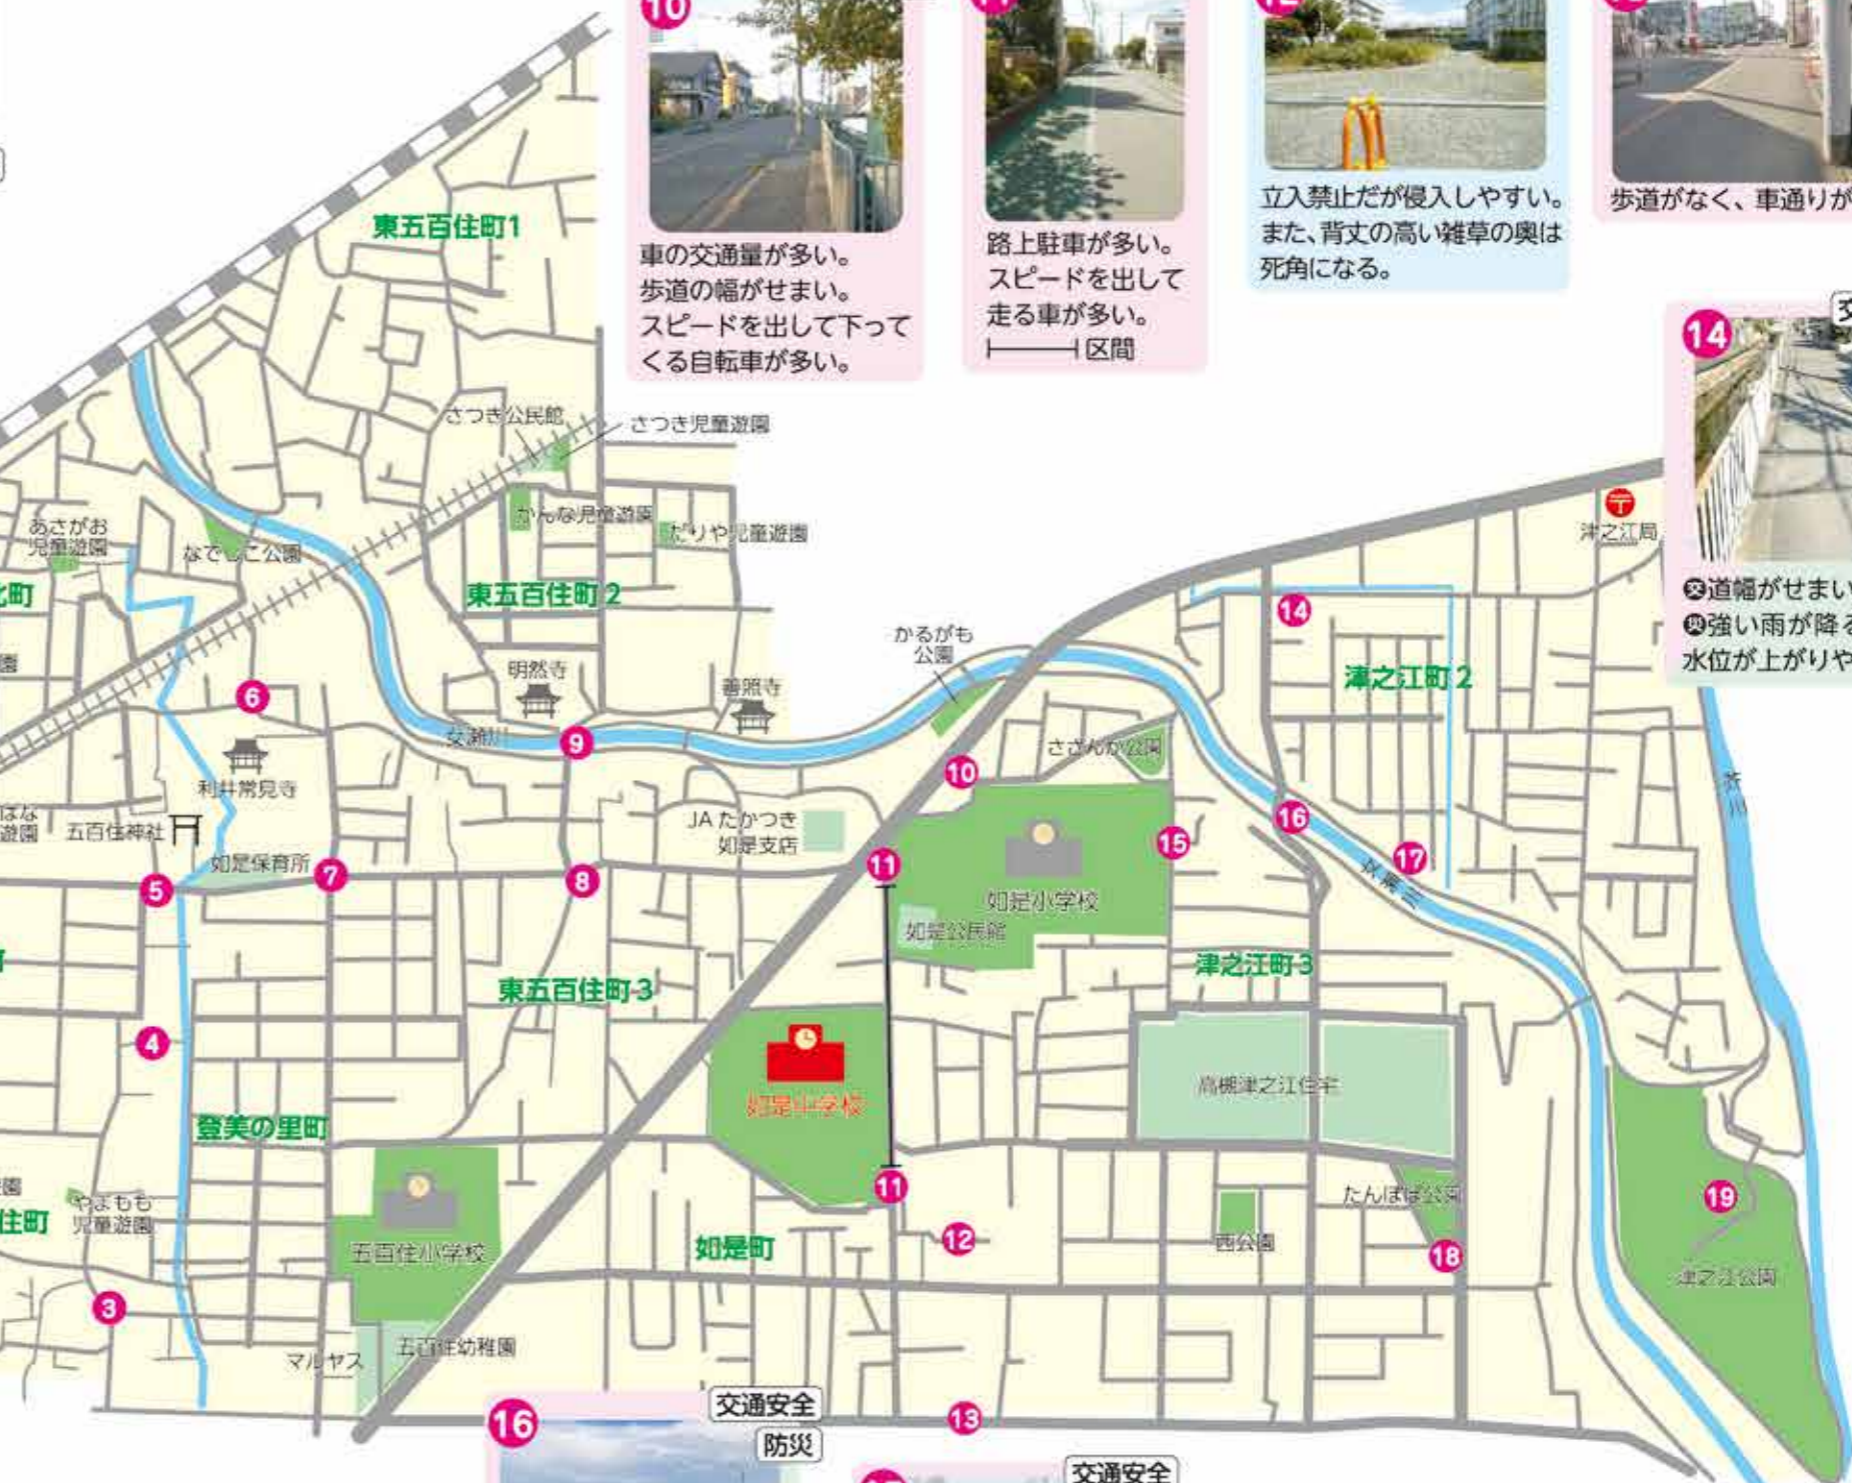 10
車の交通量が多い。
歩道の幅がせまい。
スピードを出して下って
くる自転車が多い。
路上駐車が多い。
スピードを出して
走る車が多い。
区間
立入禁止だが侵入しやすい。
また、背丈の高い雑草の奥は
死角になる。
歩道がなく、車通りが
14
交道幅がせまい
災強い雨が降る
水位が上がりや
東五百住町1
さつき公民館
さつき児童遊園
かんな児童遊園
だりや児童遊園
あさがお
児童遊園
なでしこ公園
東五百住町2
津之江局
14
かるがも
公園
津之江町2
明然寺
善照寺
6
女瀬川
9
利井常見寺
ささんか公園
10
芥川
五百住神社
JAたかつき
如是支店
16
15
17
如是保育所
5
7
8
11
女瀬川
如是小学校
如是公民館
津之江町3
東五百住町3
4
如是中学校
高槻津之江住宅
登美の里町
やまもも
児童遊園
住町
五百住小学校
11
如是町
12
西公園
たんぽぽ公園
18
19
津之江公園
3
マルヤス
五百住幼稚園
13
16
交通安全
防災
交通安全